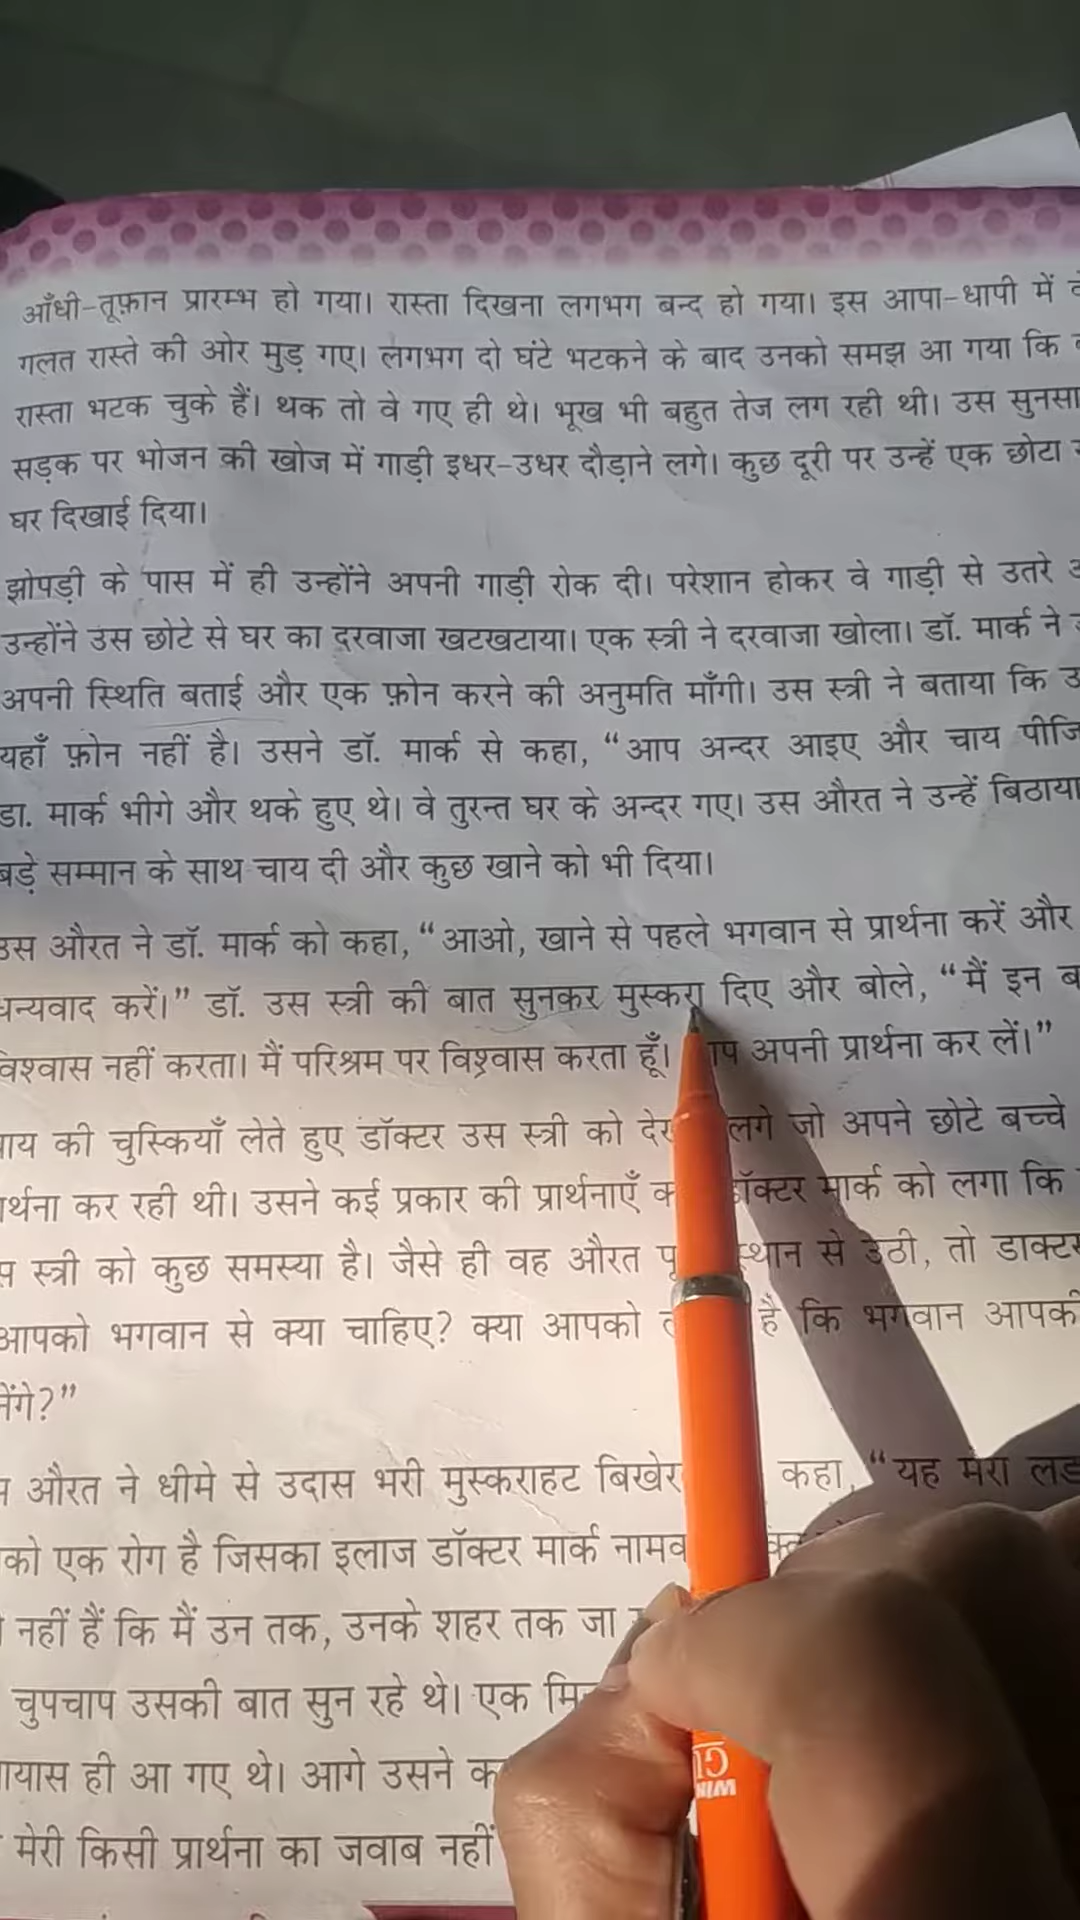 आँधी-तूफ़ान प्रारम्भ हो गया। रास्ता दिखना लगभग बन्द हो गया। इस आपा-धापी में
गलत रास्ते की ओर मुड़ गए। लगभग दो घंटे भटकने के बाद उनको समझ आ गया कि
रास्ता भटक चुके हैं। थक तो वे गए ही थे। भूख भी बहुत तेज लग रही थी। उस
सड़क पर भोजन की खोज में गाड़ी इधर-उधर दौड़ाने लगे। कुछ दूरी पर उन्हें एक छोटा
घर दिखाई दिया।
झोपड़ी के पास में ही उन्होंने अपनी गाड़ी रोक दी। परेशान होकर वे गाड़ी से उतरे
उन्होंने उस छोटे से घर का दरवाजा खटखटाया। एक स्त्री ने दरवाजा खोला। डॉ. मार्क ने
अपनी स्थिति बताई और एक फ़ोन करने की अनुमति माँगी। उस स्त्री ने बताया कि
यहाँ फ़ोन नहीं है। उसने डॉ. मार्क से कहा, “आप अन्दर आइए और चाय
डा. मार्क भीगे और थके हुए थे। वे तुरन्त घर के अन्दर गए। उस औरत ने उन्हें बिठाया
बड़े सम्मान के साथ चाय दी और कुछ खाने को भी दिया।
उस औरत ने डॉ. मार्क को कहा, “आओ, खाने से पहले भगवान से प्रार्थना करें और
धन्यवाद करें।” डॉ. उस स्त्री की बात सुनकर मुस्करा दिए और बोले, “मैं इन
विश्वास नहीं करता। मैं परिश्रम पर विश्वास करता हूँ। अपनी प्रार्थना कर लें।”
की चुस्कियाँ लेते हुए डॉक्टर उस स्त्री को लगे जो अपने छोटे बच्चे
कर रही थी। उसने कई प्रकार की प्रार्थनाएँ मार्क को लगा कि
स्त्री को कुछ समस्या है। जैसे ही वह औरत से उठी, तो
आपको भगवान से क्या चाहिए? क्या आपको है कि भगवान आपकी
औरत ने धीमे से उदास भरी मुस्कराहट कहा, “यह मेरा
को एक रोग है जिसका इलाज डॉक्टर मार्क
नहीं हैं कि मैं उन तक, उनके शहर तक जा
चुपचाप उसकी बात सुन रहे थे। एक
ही आ गए थे। आगे उसने
मेरी किसी प्रार्थना का जवाब नहीं